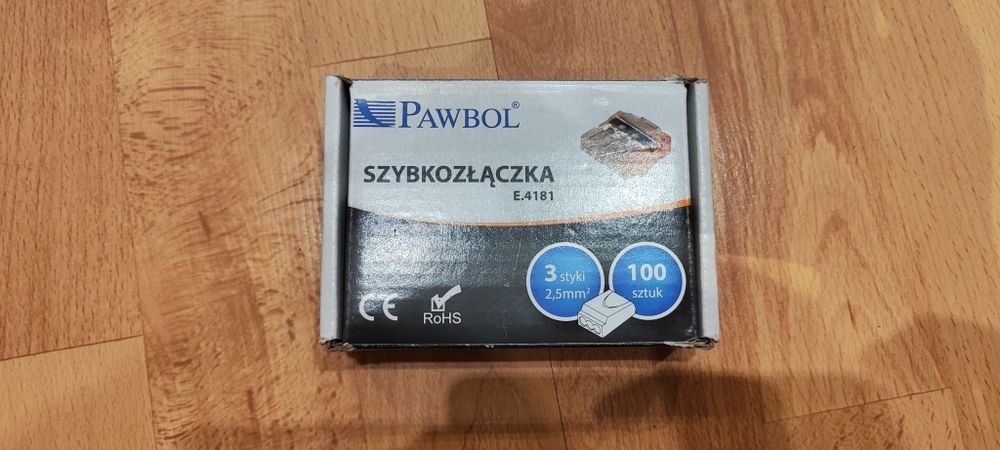 PAWBOL®
SZYBKOZŁĄCZKA
E.4181
3 styki
2,5mm²
100
sztuk
CE
RoHS